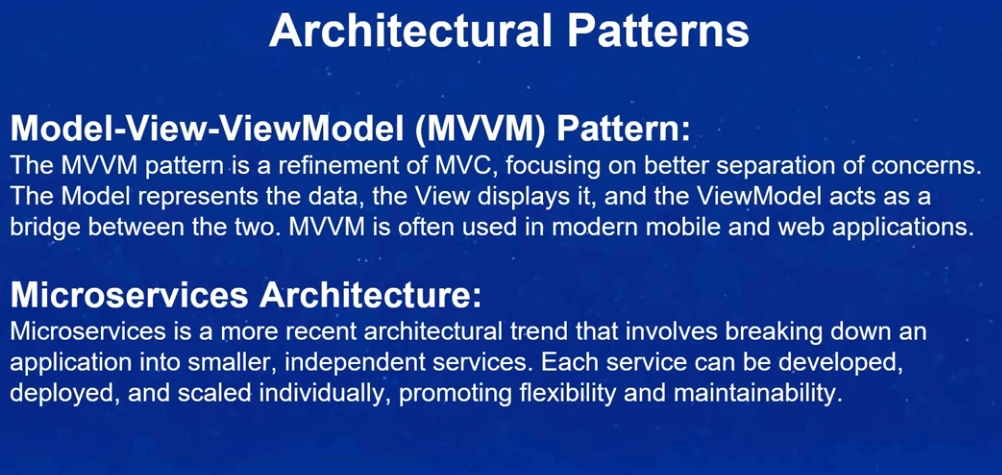 Architectural Patterns
Model-View-ViewModel (MVVM) Pattern:
The MVVM pattern is a refinement of MVC, focusing on better separation of concerns.
The Model represents the data, the View displays it, and the ViewModel acts as a
bridge between the two. MVVM is often used in modern mobile and web applications.
Microservices Architecture:
Microservices is a more recent architectural trend that involves breaking down an
application into smaller, independent services. Each service can be developed,
deployed, and scaled individually, promoting flexibility and maintainability.